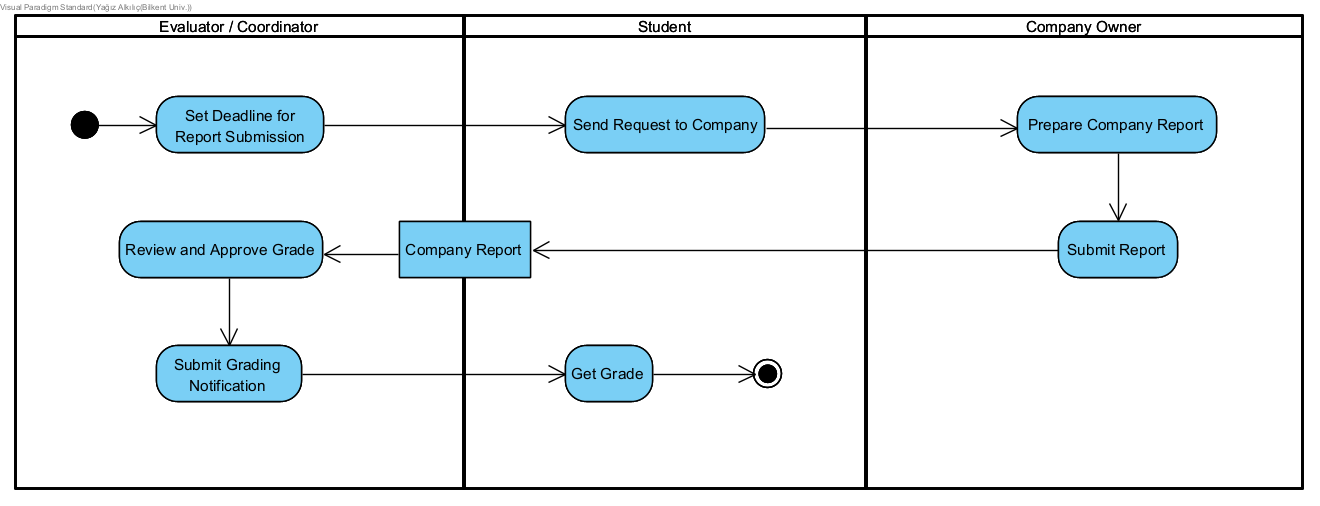 Visual Paradigm Standard(Yağız Alkılıç(Bilkent Univ.))
Evaluator / Coordinator
Student
Company Owner
Set Deadline for
Report Submission
Send Request to Company
Prepare Company Report
Review and Approve Grade
Company Report
Submit Report
Submit Grading
Notification
Get Grade